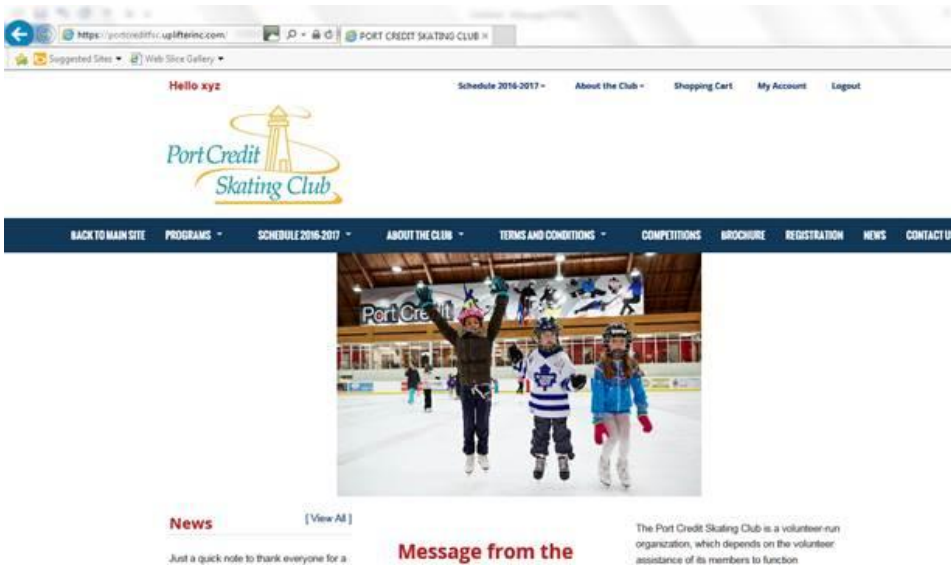 https://portcreditfsc.uplifterinc.com/
PORT CREDIT SKATING CLUB ×
Suggested Sites ▾ Web Slice Gallery ▾
Hello xyz
Schedule 2016-2017 ▾ About the Club ▾ Shopping Cart My Account Logout
Port Credit
Skating Club
BACK TO MAIN SITE PROGRAMS ▾ SCHEDULE 2016-2017 ▾ ABOUT THE CLUB ▾ TERMS AND CONDITIONS ▾ COMPETITIONS BROCHURE REGISTRATION NEWS CONTACT U
Port Credit
News [ View All ]
Just a quick note to thank everyone for a
Message from the
The Port Credit Skating Club is a volunteer-run
organization, which depends on the volunteer
assistance of its members to function